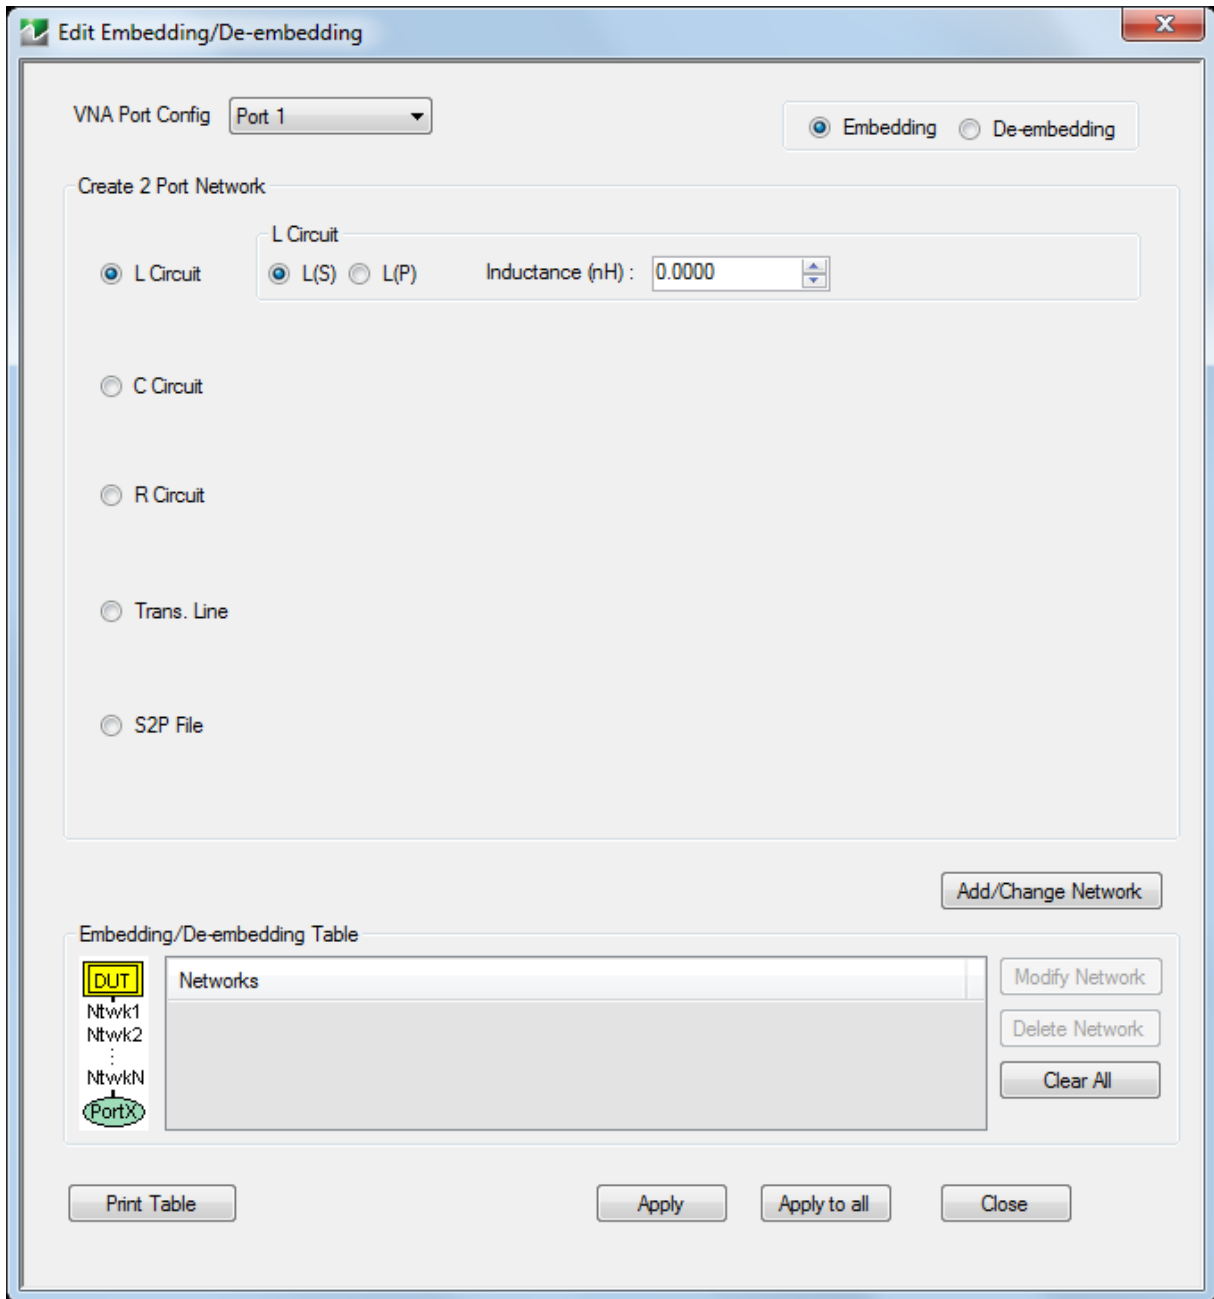 Edit Embedding/De-embedding
VNA Port Config Port 1
Embedding De-embedding
Create 2 Port Network
L Circuit
L Circuit L(S) L(P) Inductance (nH) : 0.0000
C Circuit
R Circuit
Trans. Line
S2P File
Add/Change Network
Embedding/De-embedding Table
DUT
Ntwk1
Ntwk2
:
NtwkN
PortX
Networks
Modify Network
Delete Network
Clear All
Print Table Apply Apply to all Close